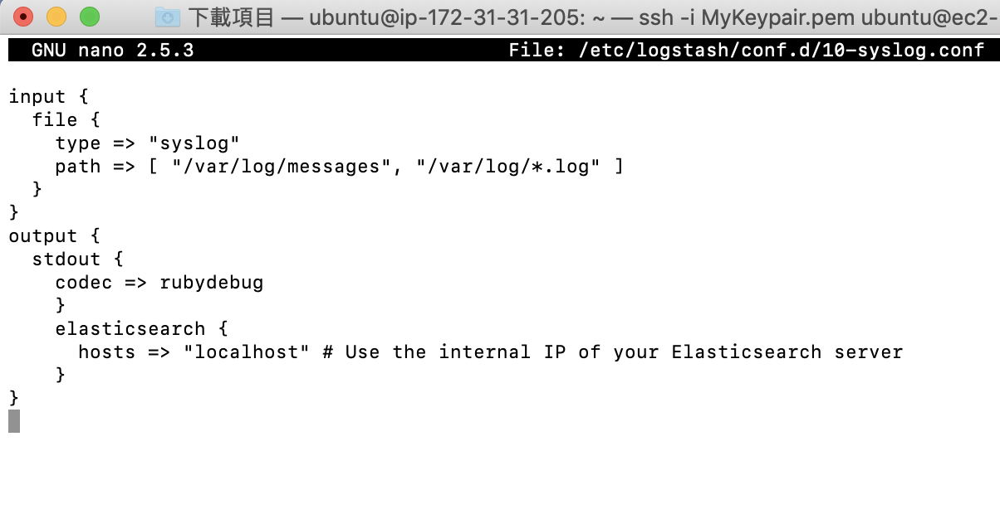 下載項目 — ubuntu@ip-172-31-31-205: ~ — ssh -i MyKeypair.pem ubuntu@ec2-
GNU nano 2.5.3 File: /etc/logstash/conf.d/10-syslog.conf
input {
  file {
    type => "syslog"
    path => [ "/var/log/messages", "/var/log/*.log" ]
  }
}
output {
  stdout {
    codec => rubydebug
    }
    elasticsearch {
      hosts => "localhost" # Use the internal IP of your Elasticsearch server
    }
}